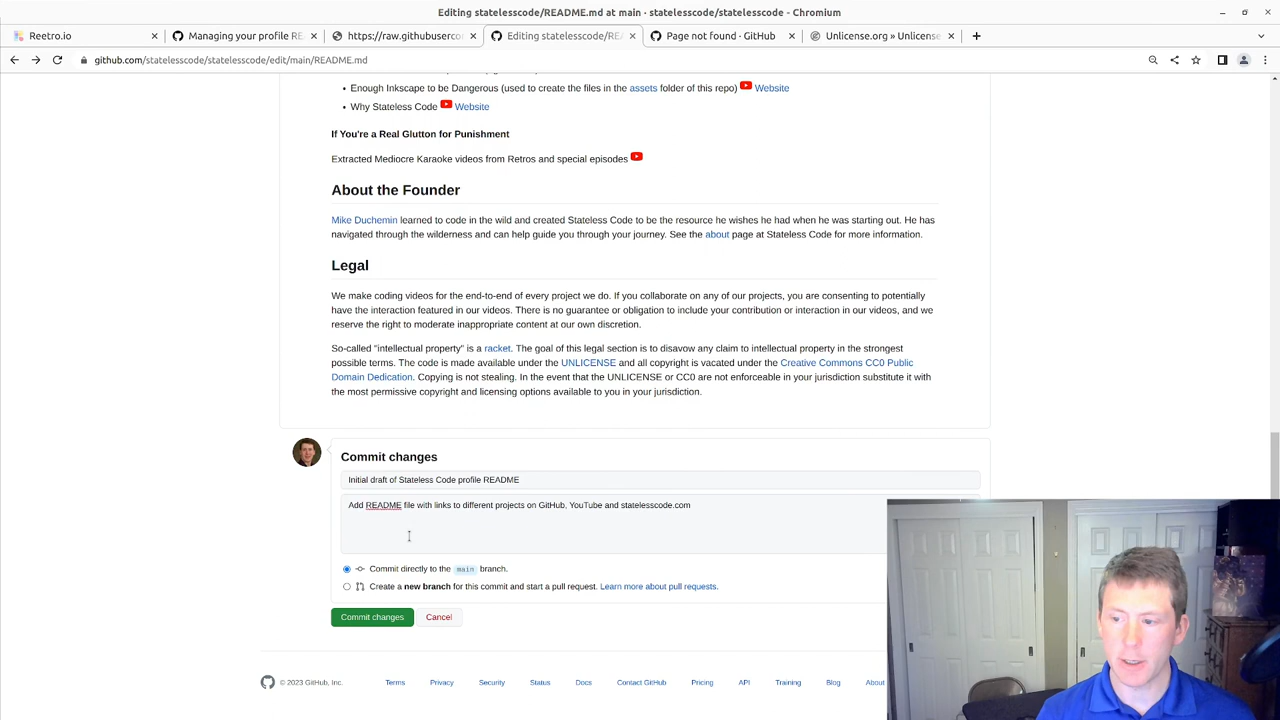 Editing statelesscode/README.md at main · statelesscode/statelesscode - Chromium
Reetro.io
Managing your profile RE
https://raw.githubuserco
Editing statelesscode/REA
Page not found · GitHub
Unlicense.org » Unlicense
github.com/statelesscode/statelesscode/edit/main/README.md
• Enough Inkscape to be Dangerous (used to create the files in the assets folder of this repo) Website
• Why Stateless Code Website
If You're a Real Glutton for Punishment
Extracted Mediocre Karaoke videos from Retros and special episodes
About the Founder
Mike Duchemin learned to code in the wild and created Stateless Code to be the resource he wishes he had when he was starting out. He has
navigated through the wilderness and can help guide you through your journey. See the about page at Stateless Code for more information.
Legal
We make coding videos for the end-to-end of every project we do. If you collaborate on any of our projects, you are consenting to potentially
have the interaction featured in our videos. There is no guarantee or obligation to include your contribution or interaction in our videos, and we
reserve the right to moderate inappropriate content at our own discretion.
So-called "intellectual property" is a racket. The goal of this legal section is to disavow any claim to intellectual property in the strongest
possible terms. The code is made available under the UNLICENSE and all copyright is vacated under the Creative Commons CC0 Public
Domain Dedication. Copying is not stealing. In the event that the UNLICENSE or CC0 are not enforceable in your jurisdiction substitute it with
the most permissive copyright and licensing options available to you in your jurisdiction.
Commit changes
Initial draft of Stateless Code profile README
Add README file with links to different projects on GitHub, YouTube and statelesscode.com
Commit directly to the main branch.
Create a new branch for this commit and start a pull request. Learn more about pull requests.
Commit changes Cancel
© 2023 GitHub, Inc. Terms Privacy Security Status Docs Contact GitHub Pricing API Training Blog About